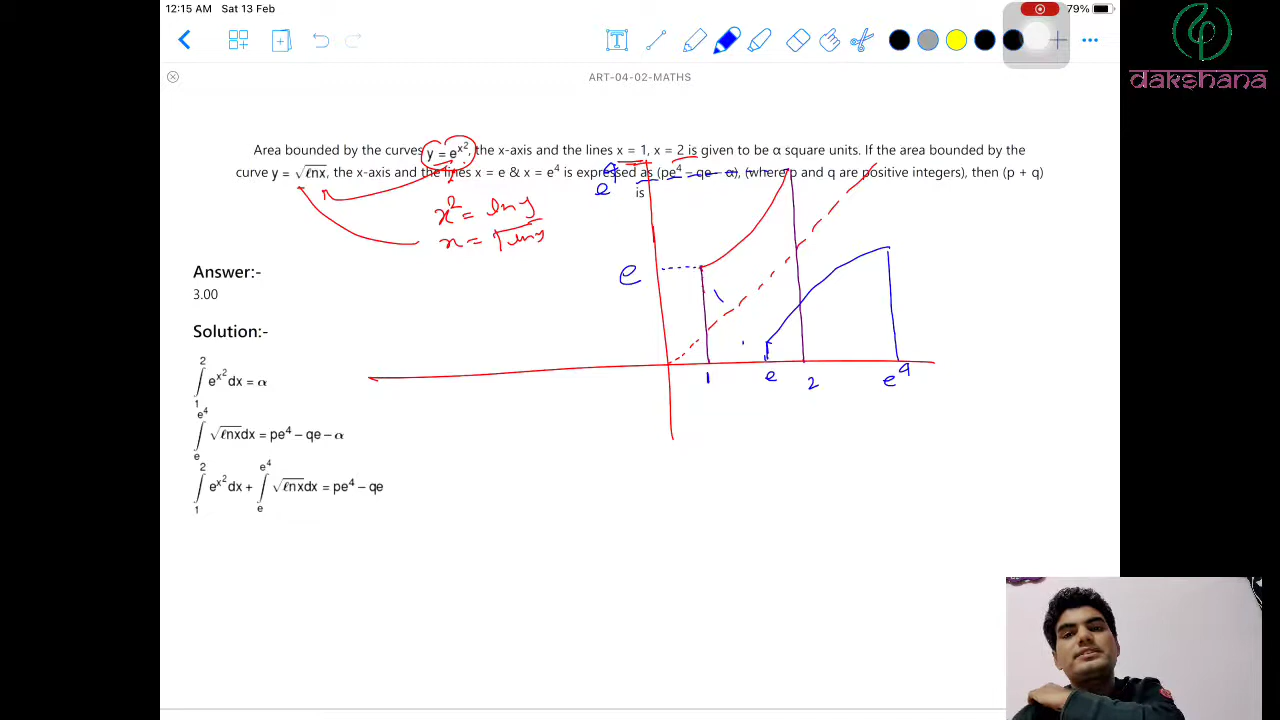 12:15 AM Sat 13 Feb
79%
dakshana
ART-04-02-MATHS
Area bounded by the curves y = e^x², the x-axis and the lines x = 1, x = 2 is given to be α square units. If the area bounded by the
curve y = √ℓnx, the x-axis and the lines x = e & x = e⁴ is expressed as (pe⁴ – qe – α), (where p and q are positive integers), then (p + q)
is
e⁴
x² = ln y
x = √ln y
e
1
e
2
e⁴
Answer:-
3.00
Solution:-
∫₁² e^x² dx = α
∫ₑ^e⁴ √ℓnx dx = pe⁴ – qe – α
∫₁² e^x² dx + ∫ₑ^e⁴ √ℓnx dx = pe⁴ – qe